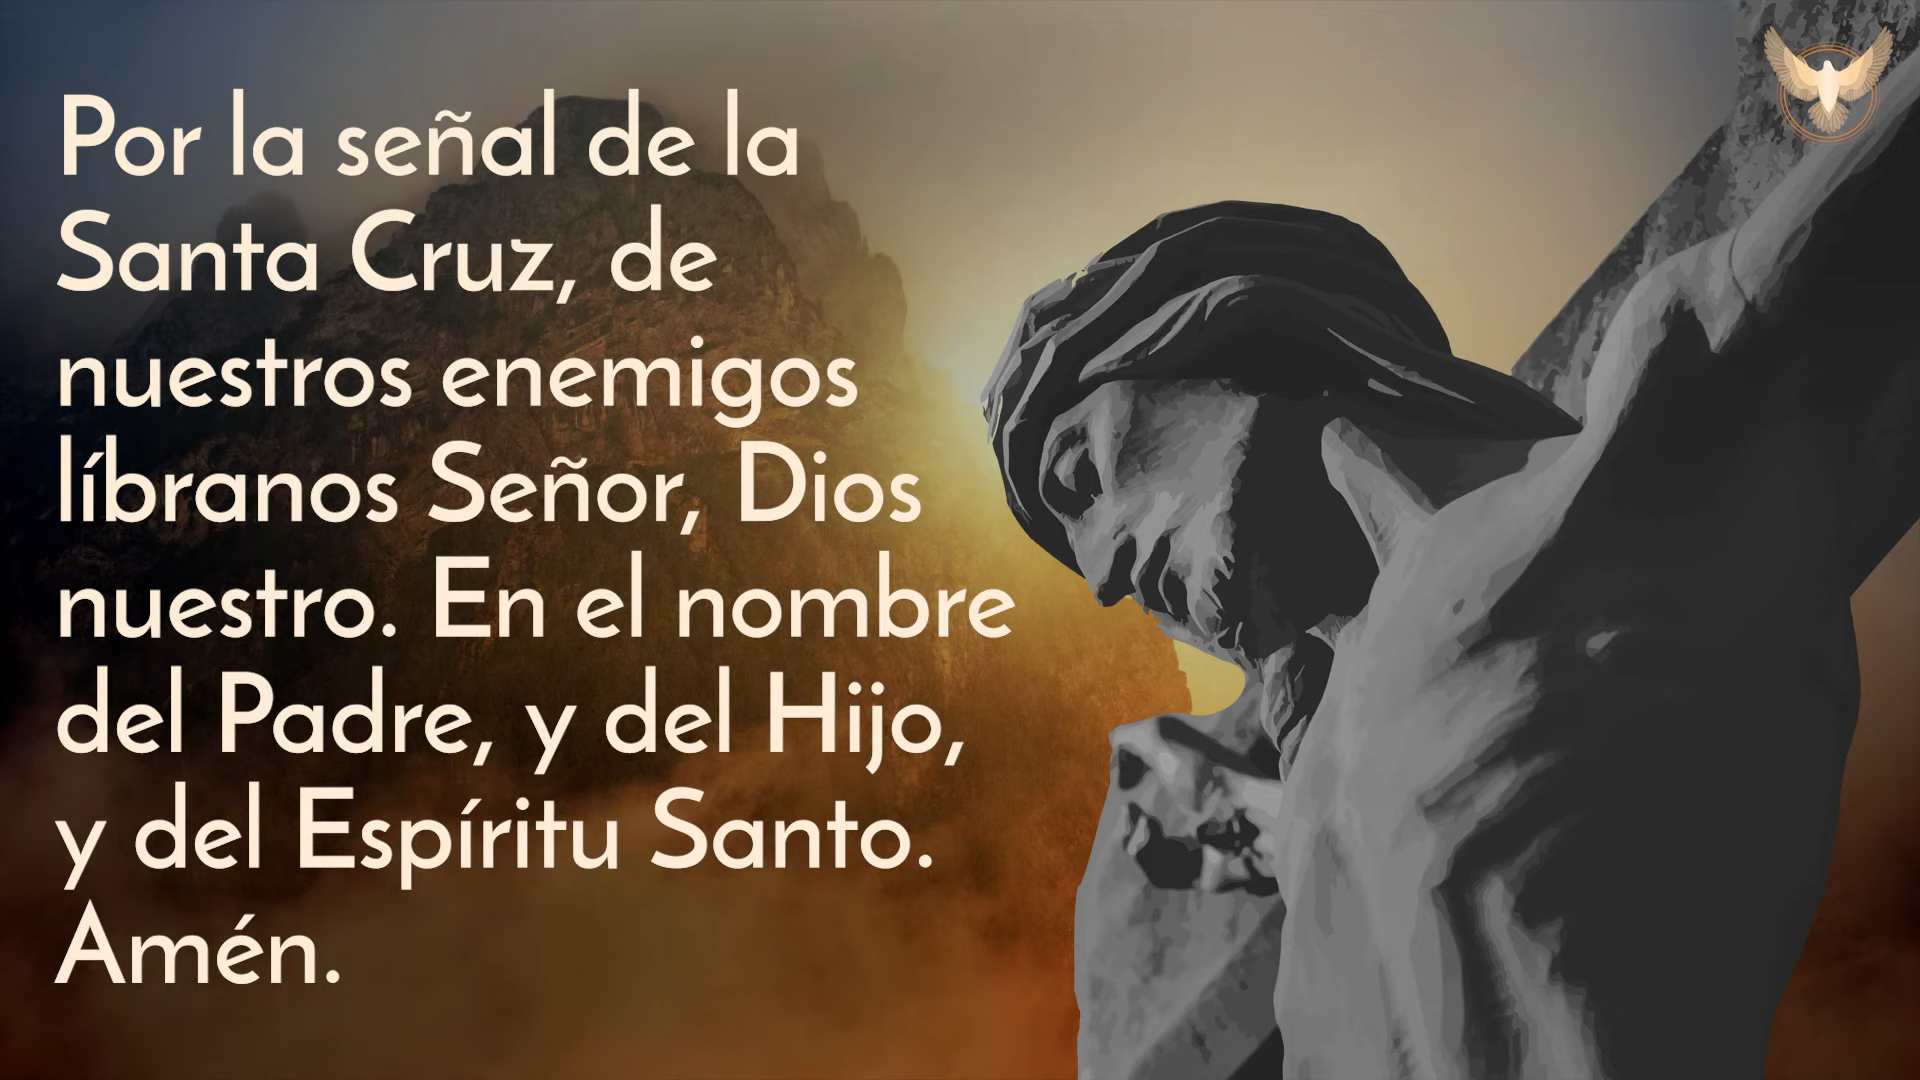 Por la señal de la
Santa Cruz, de
nuestros enemigos
líbranos Señor, Dios
nuestro. En el nombre
del Padre, y del Hijo,
y del Espíritu Santo.
Amén.